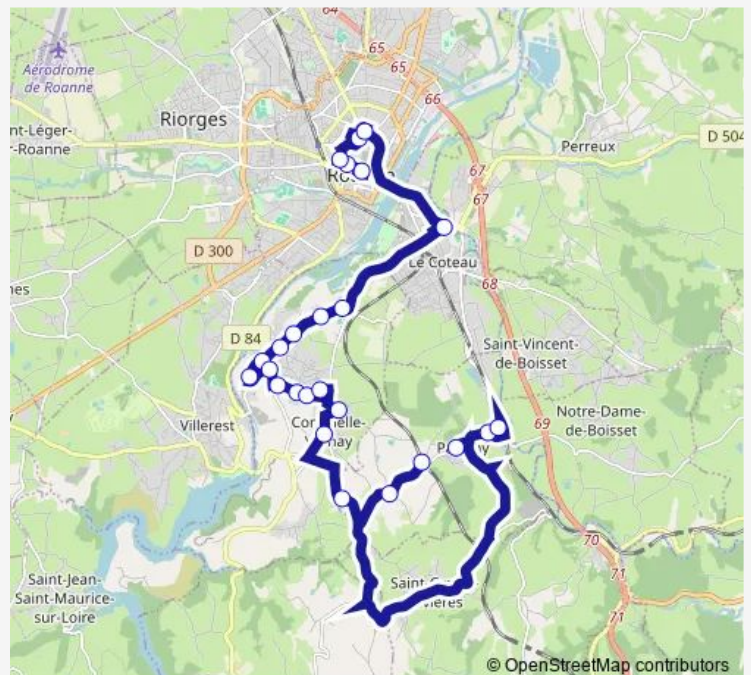 64
65
65
66
Aérodrome
de Roanne
Riorges
nt-Léger-
r-Roanne
Perreux
D 504
67
67
D 300
Le Coteau
68
nes
D 84
Saint-Vincent-
de-Boisset
Villerest
69
Notre-Dame-
de-Boisset
70
71
71
Saint-Jean-
Saint-Maurice-
sur-Loire
© OpenStreetMap contributors